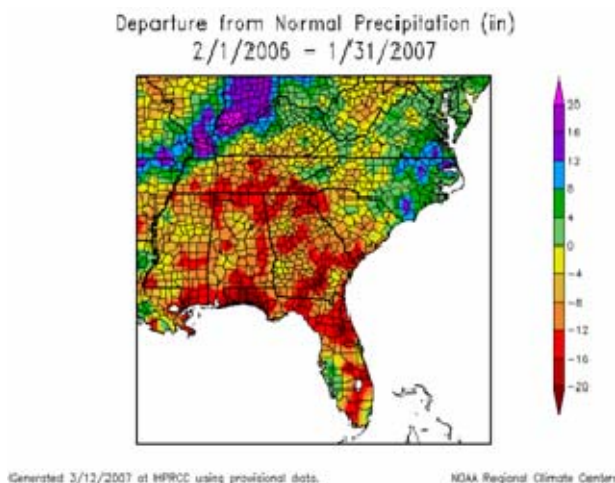 Departure from Normal Precipitation (in)
2/1/2006 – 1/31/2007
20
16
12
8
4
0
-4
-8
-12
-16
-20
Generated 3/12/2007 at HPRCC using provisional data.
NOAA Regional Climate Centers